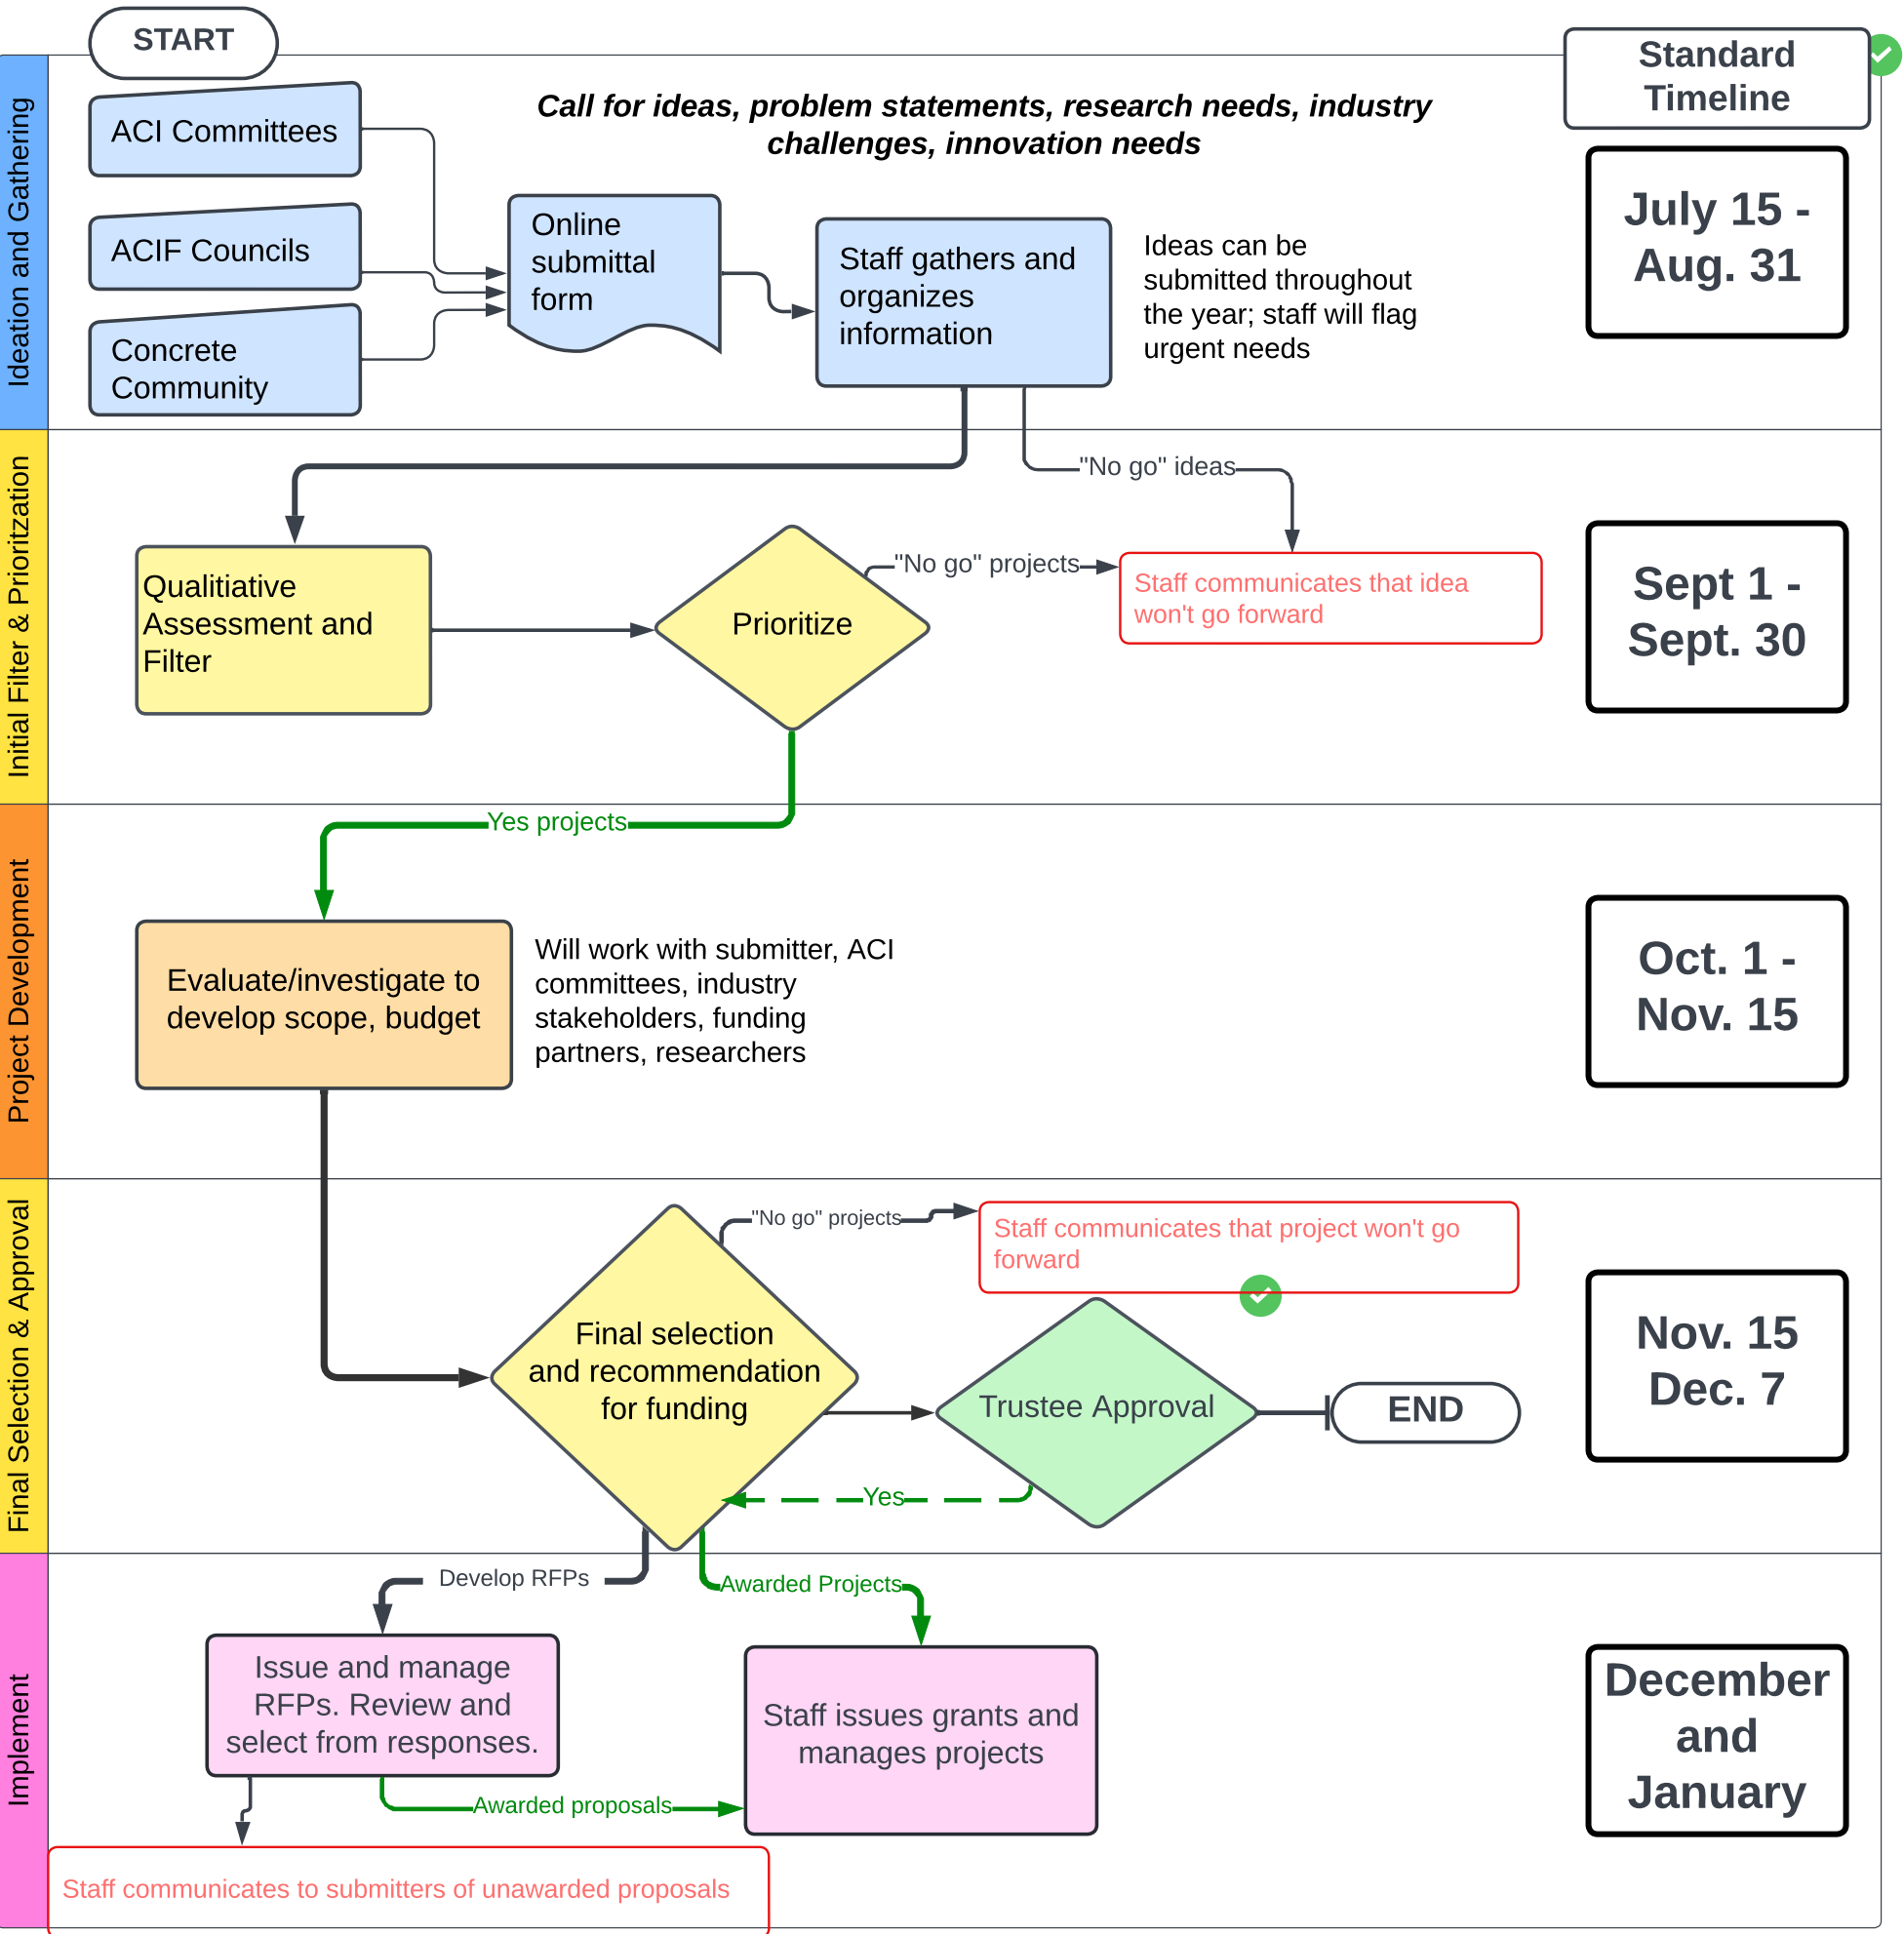 START
Standard
Timeline
Ideation and Gathering
ACI Committees
Call for ideas, problem statements, research needs, industry
challenges, innovation needs
ACIF Councils
Concrete
Community
Online
submittal
form
Staff gathers and
organizes
information
Ideas can be
submitted throughout
the year; staff will flag
urgent needs
July 15 -
Aug. 31
Initial Filter & Prioritization
"No go" ideas
Qualitiative
Assessment and
Filter
Prioritize
"No go" projects
Staff communicates that idea
won't go forward
Sept 1 -
Sept. 30
Project Development
Yes projects
Evaluate/investigate to
develop scope, budget
Will work with submitter, ACI
committees, industry
stakeholders, funding
partners, researchers
Oct. 1 -
Nov. 15
Final Selection & Approval
"No go" projects
Staff communicates that project won't go
forward
Final selection
and recommendation
for funding
Trustee Approval
END
Yes
Nov. 15
Dec. 7
Implement
Develop RFPs
Awarded Projects
Issue and manage
RFPs. Review and
select from responses.
Staff issues grants and
manages projects
Awarded proposals
Staff communicates to submitters of unawarded proposals
December
and
January